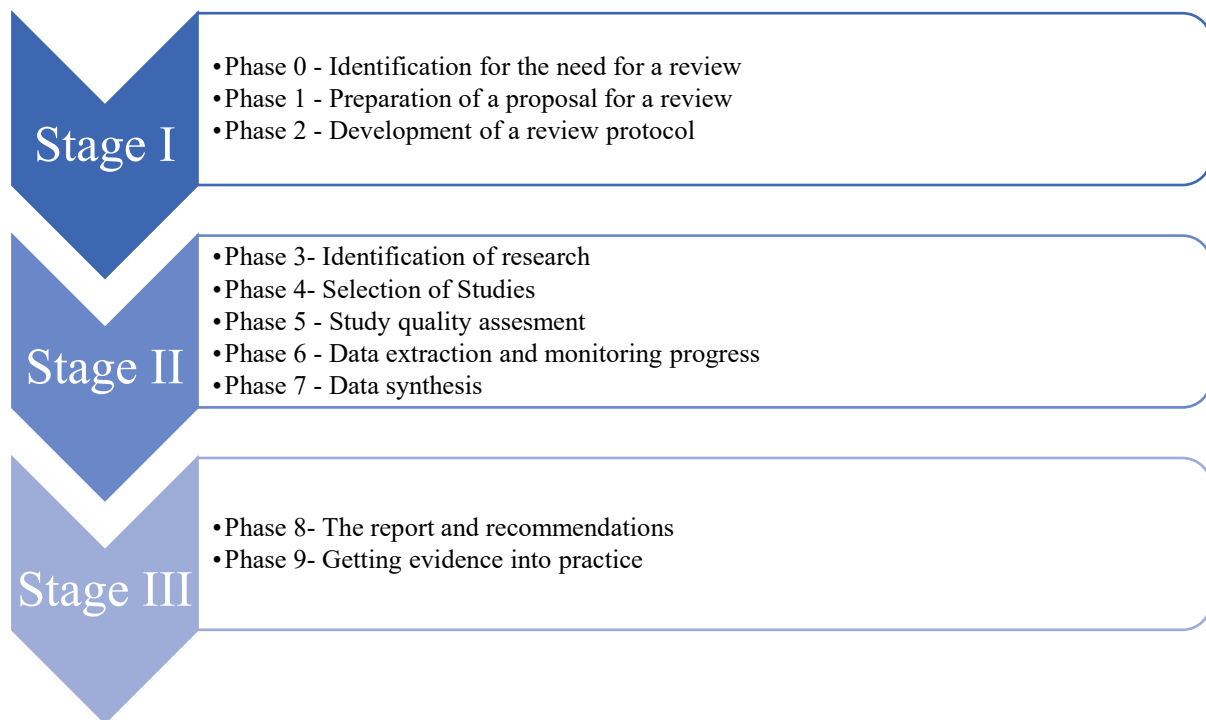 Stage I
•Phase 0 - Identification for the need for a review
•Phase 1 - Preparation of a proposal for a review
•Phase 2 - Development of a review protocol
Stage II
•Phase 3- Identification of research
•Phase 4- Selection of Studies
•Phase 5 - Study quality assesment
•Phase 6 - Data extraction and monitoring progress
•Phase 7 - Data synthesis
Stage III
•Phase 8- The report and recommendations
•Phase 9- Getting evidence into practice